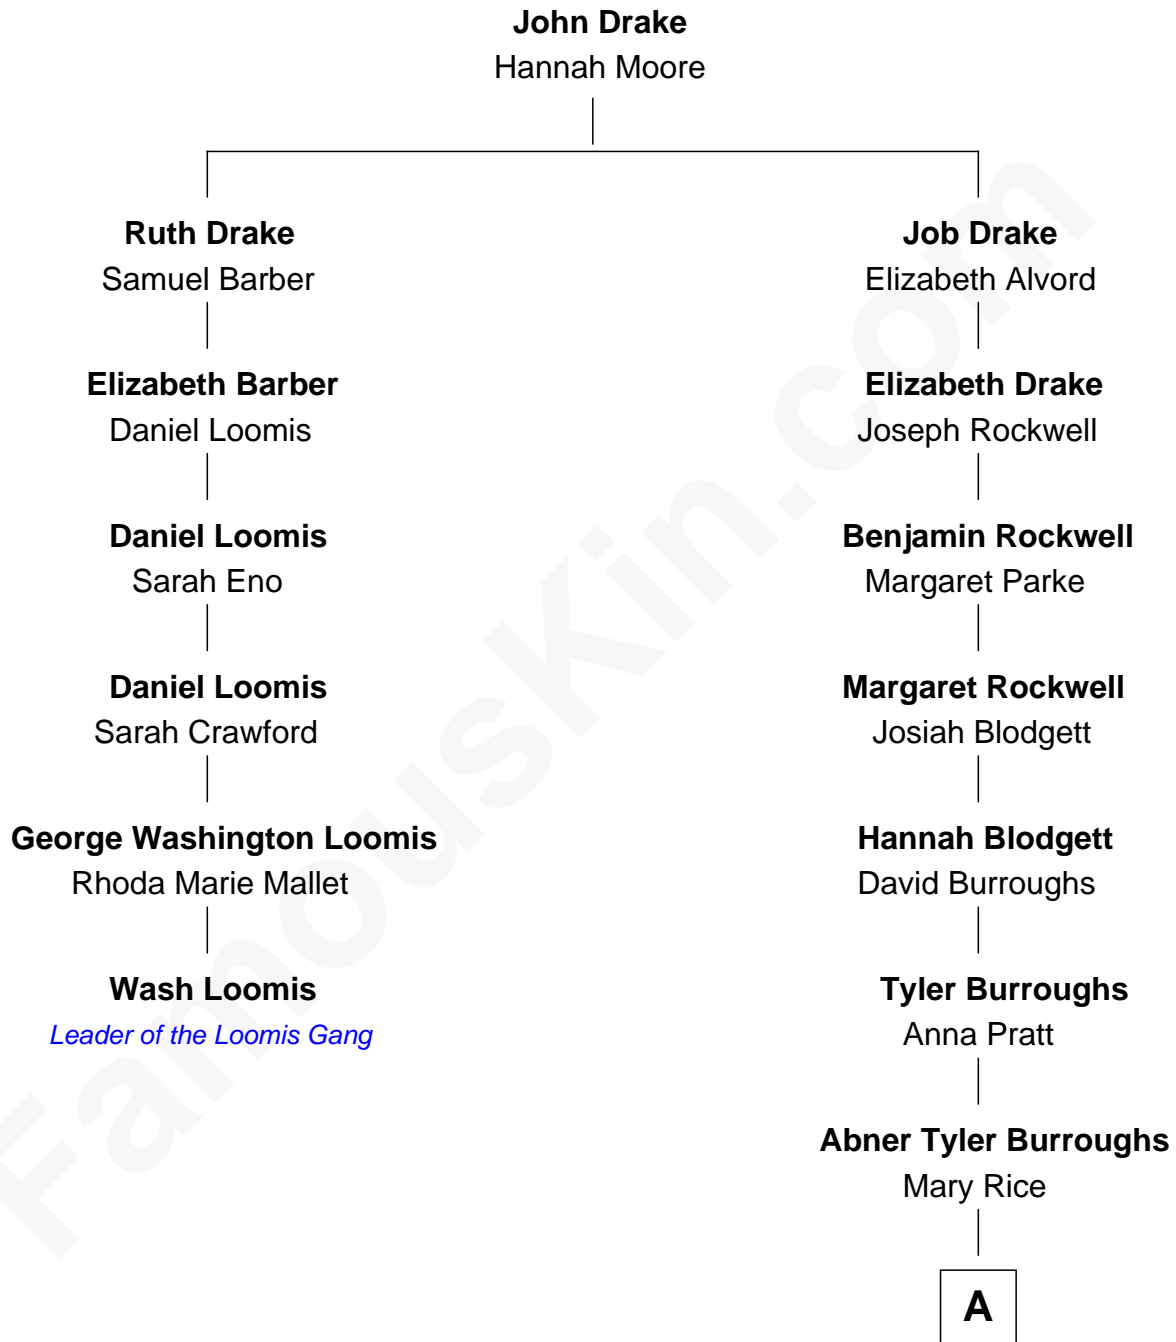 John Drake
Hannah Moore
Ruth Drake
Samuel Barber
Job Drake
Elizabeth Alvord
Elizabeth Barber
Daniel Loomis
Elizabeth Drake
Joseph Rockwell
Daniel Loomis
Sarah Eno
Benjamin Rockwell
Margaret Parke
Daniel Loomis
Sarah Crawford
Margaret Rockwell
Josiah Blodgett
George Washington Loomis
Rhoda Marie Mallet
Hannah Blodgett
David Burroughs
Wash Loomis
Leader of the Loomis Gang
Tyler Burroughs
Anna Pratt
Abner Tyler Burroughs
Mary Rice
A
FamousKin.com